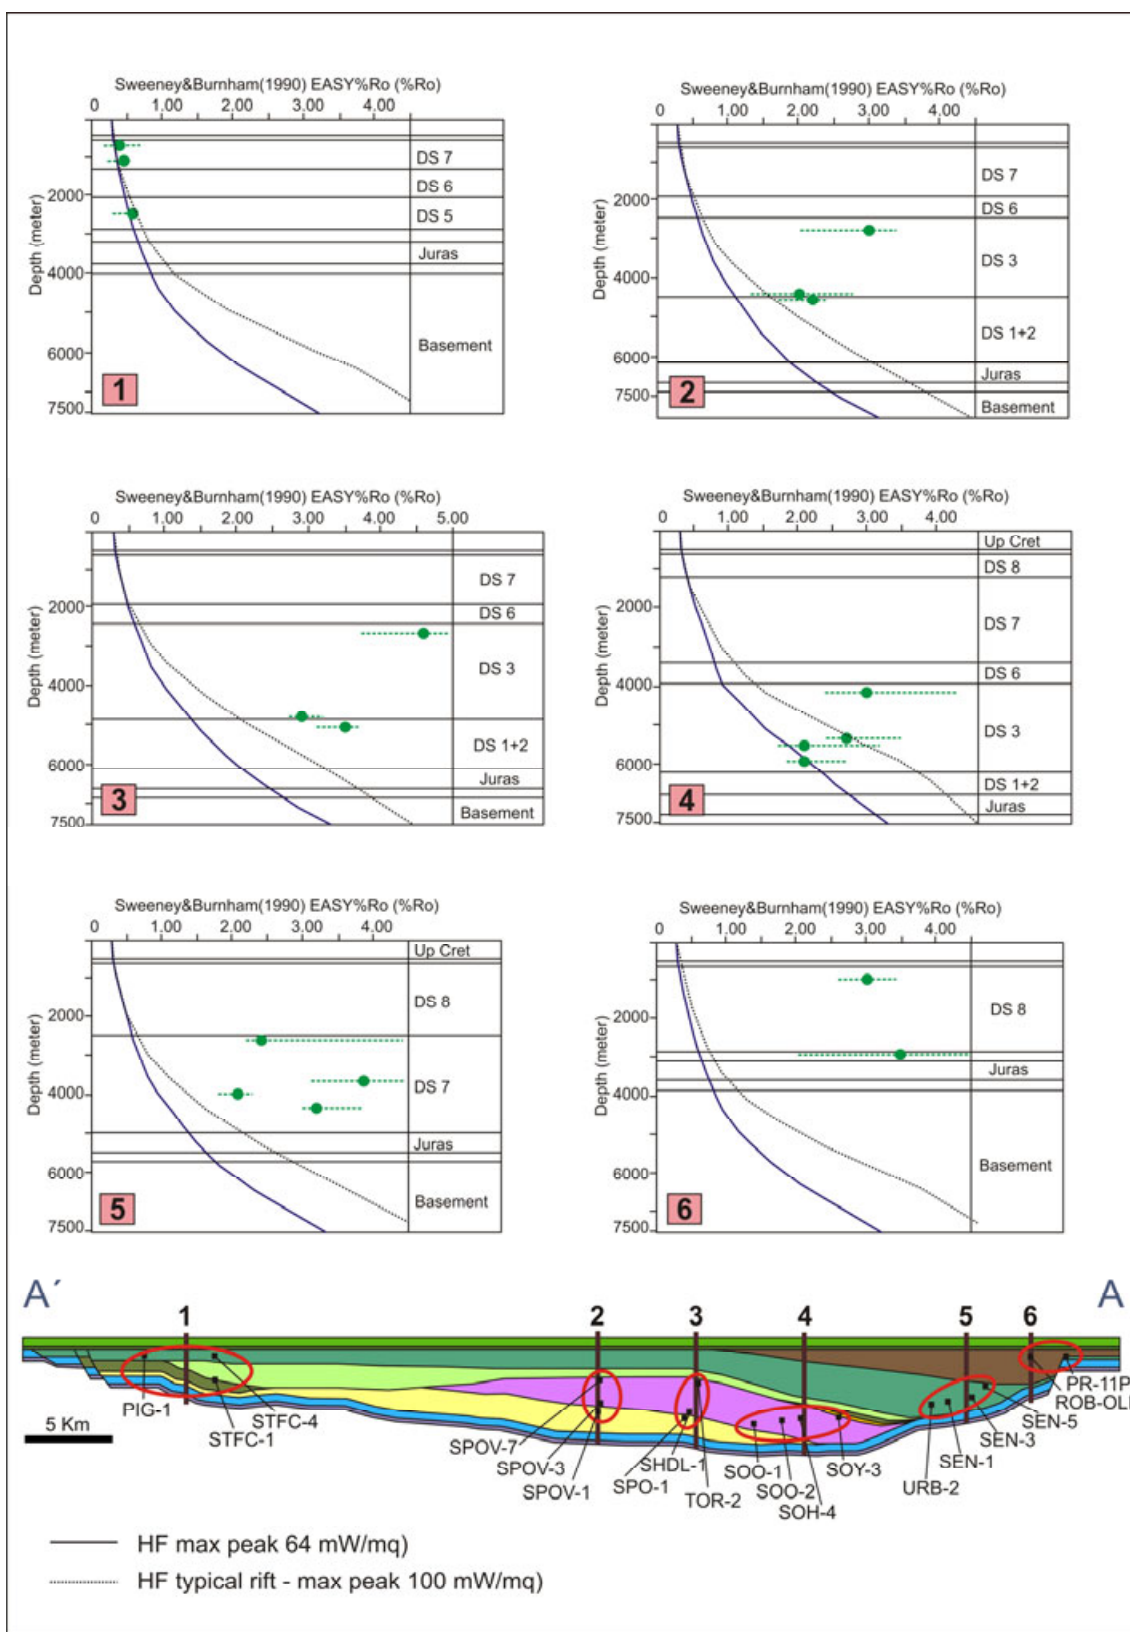 Sweeney&Burnham(1990) EASY%Ro (%Ro)
0 1.00 2.00 3.00 4.00
Depth (meter)
2000
4000
6000
7500
DS 7
DS 6
DS 5
Juras
Basement
1
Sweeney&Burnham(1990) EASY%Ro (%Ro)
0 1.00 2.00 3.00 4.00
Depth (meter)
2000
4000
6000
7500
DS 7
DS 6
DS 3
DS 1+2
Juras
Basement
2
Sweeney&Burnham(1990) EASY%Ro (%Ro)
0 1.00 2.00 3.00 4.00 5.00
Depth (meter)
2000
4000
6000
7500
DS 7
DS 6
DS 3
DS 1+2
Juras
Basement
3
Sweeney&Burnham(1990) EASY%Ro (%Ro)
0 1.00 2.00 3.00 4.00
Depth (meter)
2000
4000
6000
7500
Up Cret
DS 8
DS 7
DS 6
DS 3
DS 1+2
Juras
4
Sweeney&Burnham(1990) EASY%Ro (%Ro)
0 1.00 2.00 3.00 4.00
Depth (meter)
2000
4000
6000
7500
Up Cret
DS 8
DS 7
Juras
Basement
5
Sweeney&Burnham(1990) EASY%Ro (%Ro)
0 1.00 2.00 3.00 4.00
Depth (meter)
2000
4000
6000
7500
DS 8
Juras
Basement
6
A´ A
1 2 3 4 5 6
5 Km
PIG-1
STFC-4
STFC-1
SPOV-7
SPOV-3
SPOV-1
SPO-1
SHDL-1
TOR-2
SOO-1
SOO-2
SOH-4
SOY-3
URB-2
SEN-1
SEN-3
SEN-5
PR-11P
ROB-OLI
HF max peak 64 mW/mq)
HF typical rift - max peak 100 mW/mq)